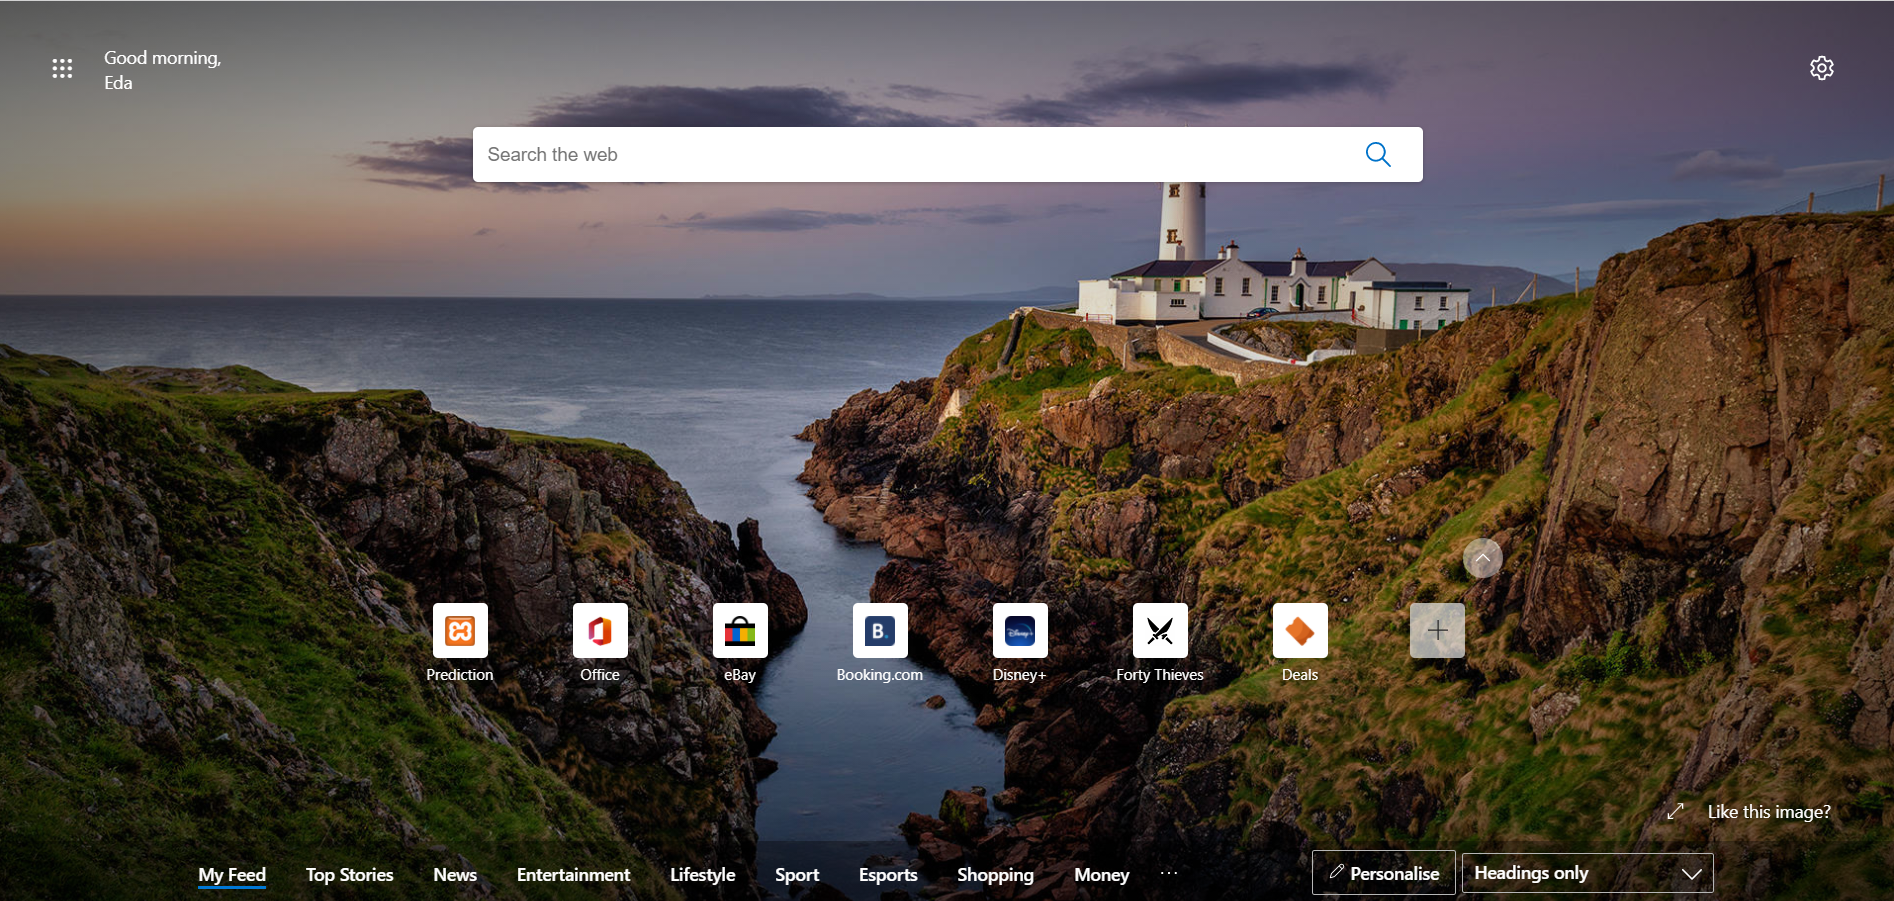 Good morning,
Eda
Search the web
Prediction
Office
eBay
B.
Booking.com
Disney+
Disney+
Forty Thieves
Deals
Like this image?
My Feed
Top Stories
News
Entertainment
Lifestyle
Sport
Esports
Shopping
Money
...
Personalise
Headings only